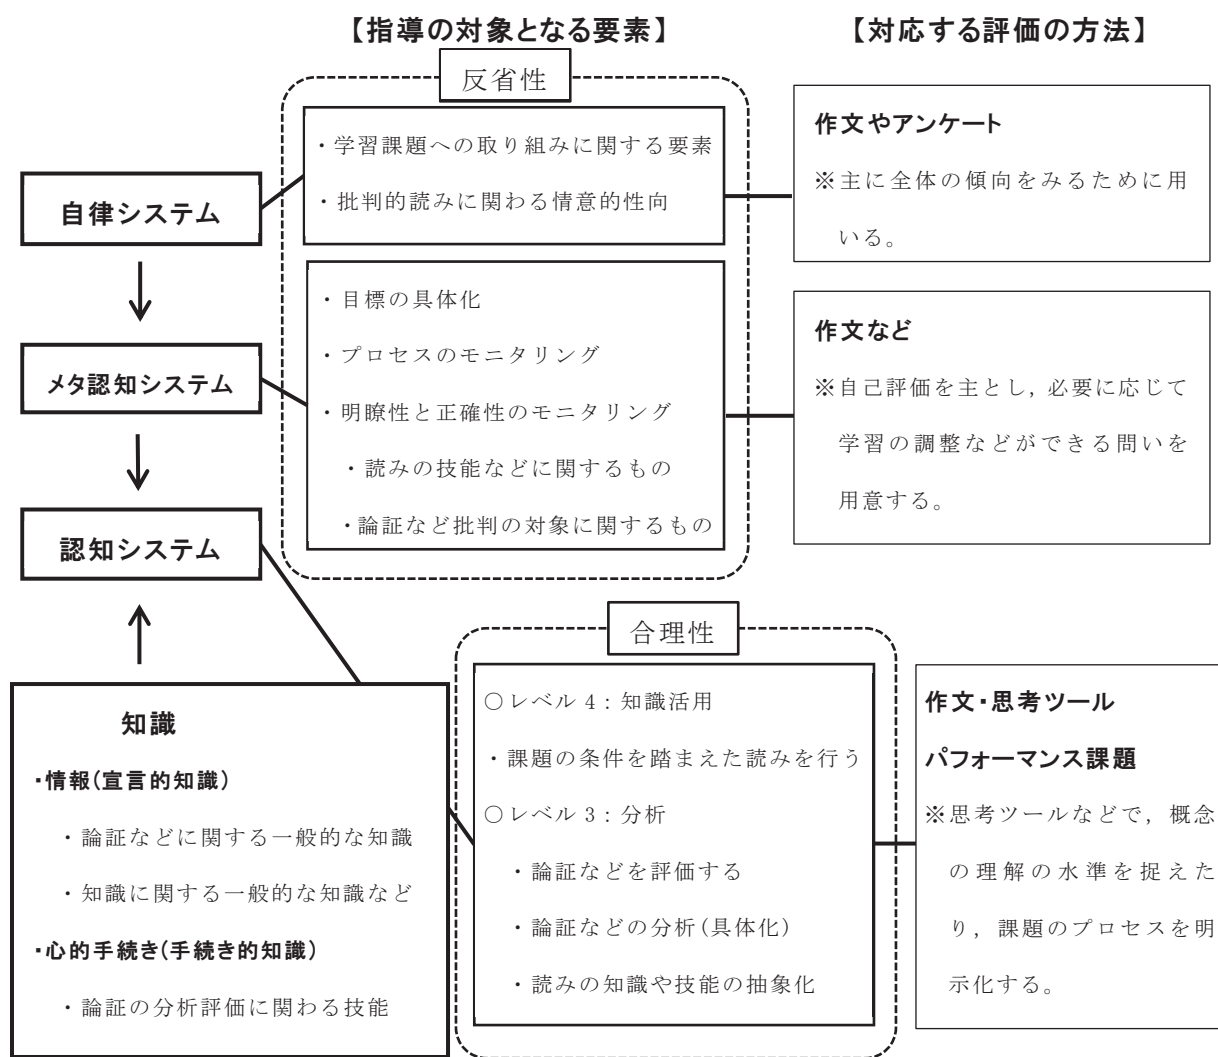 【指導の対象となる要素】
【対応する評価の方法】
反省性
・学習課題への取り組みに関する要素
・批判的読みに関わる情意的性向
作文やアンケート
※主に全体の傾向をみるために用
いる。
自律システム
・目標の具体化
・プロセスのモニタリング
・明瞭性と正確性のモニタリング
・読みの技能などに関するもの
・論証など批判の対象に関するもの
作文など
※自己評価を主とし,必要に応じて
学習の調整などができる問いを
用意する。
メタ認知システム
認知システム
合理性
○レベル4:知識活用
・課題の条件を踏まえた読みを行う
○レベル3:分析
・論証などを評価する
・論証などの分析(具体化)
・読みの知識や技能の抽象化
作文・思考ツール
パフォーマンス課題
※思考ツールなどで,概念
の理解の水準を捉えた
り,課題のプロセスを明
示化する。
知識
・情報(宣言的知識)
・論証などに関する一般的な知識
・知識に関する一般的な知識など
・心的手続き(手続き的知識)
・論証の分析評価に関わる技能